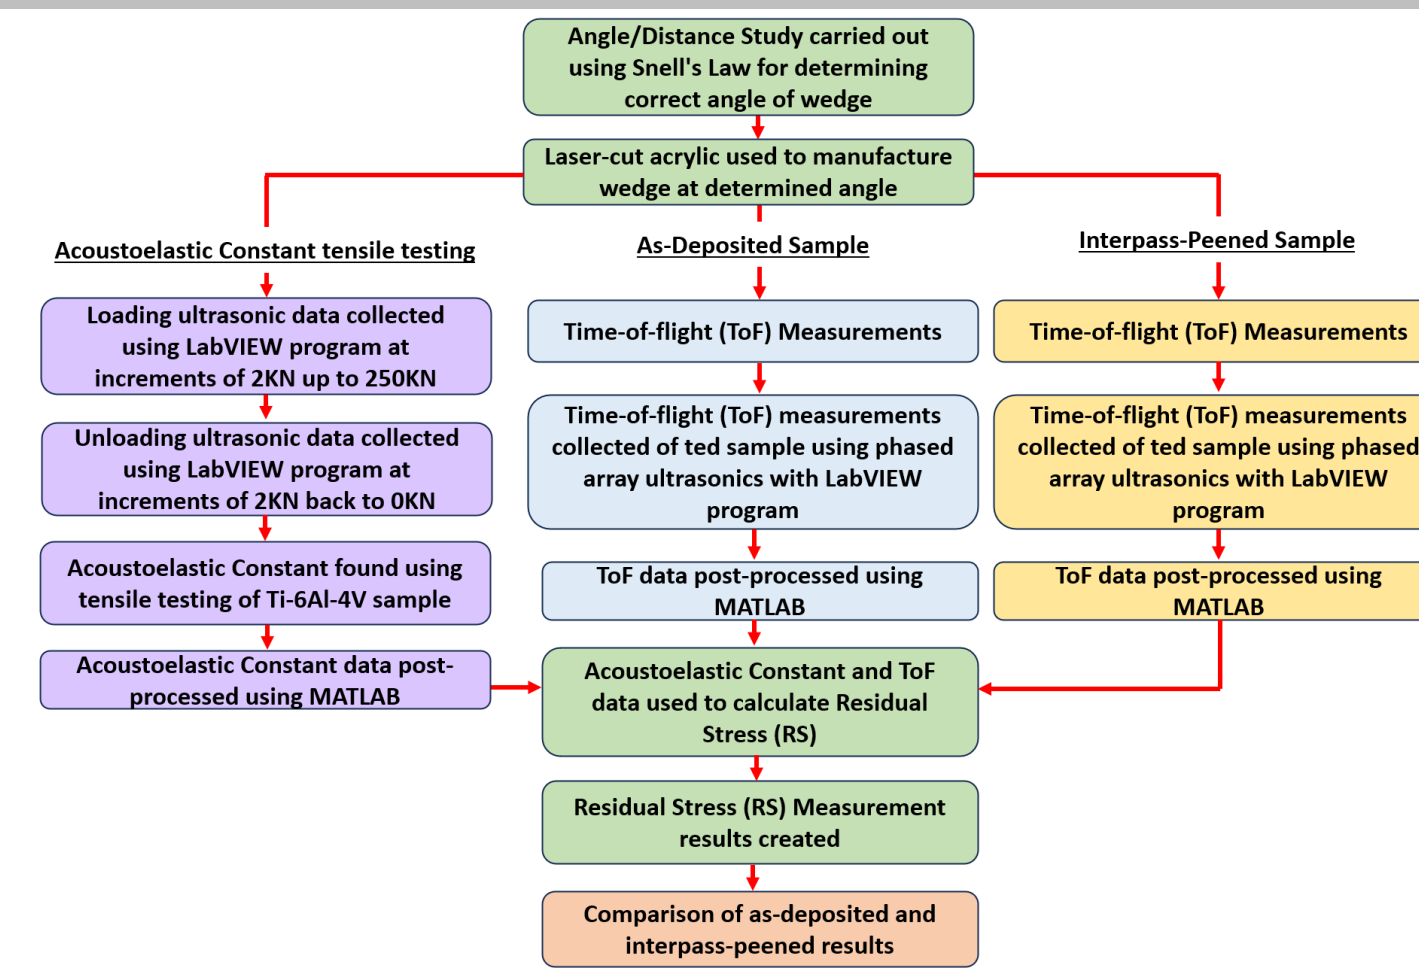 Angle/Distance Study carried out
using Snell's Law for determining
correct angle of wedge
Laser-cut acrylic used to manufacture
wedge at determined angle
Acoustoelastic Constant tensile testing
Loading ultrasonic data collected
using LabVIEW program at
increments of 2KN up to 250KN
Unloading ultrasonic data collected
using LabVIEW program at
increments of 2KN back to 0KN
Acoustoelastic Constant found using
tensile testing of Ti-6Al-4V sample
Acoustoelastic Constant data post-
processed using MATLAB
As-Deposited Sample
Time-of-flight (ToF) Measurements
Time-of-flight (ToF) measurements
collected of ted sample using phased
array ultrasonics with LabVIEW
program
ToF data post-processed using
MATLAB
Interpass-Peened Sample
Time-of-flight (ToF) Measurements
Time-of-flight (ToF) measurements
collected of ted sample using phased
array ultrasonics with LabVIEW
program
ToF data post-processed using
MATLAB
Acoustoelastic Constant and ToF
data used to calculate Residual
Stress (RS)
Residual Stress (RS) Measurement
results created
Comparison of as-deposited and
interpass-peened results